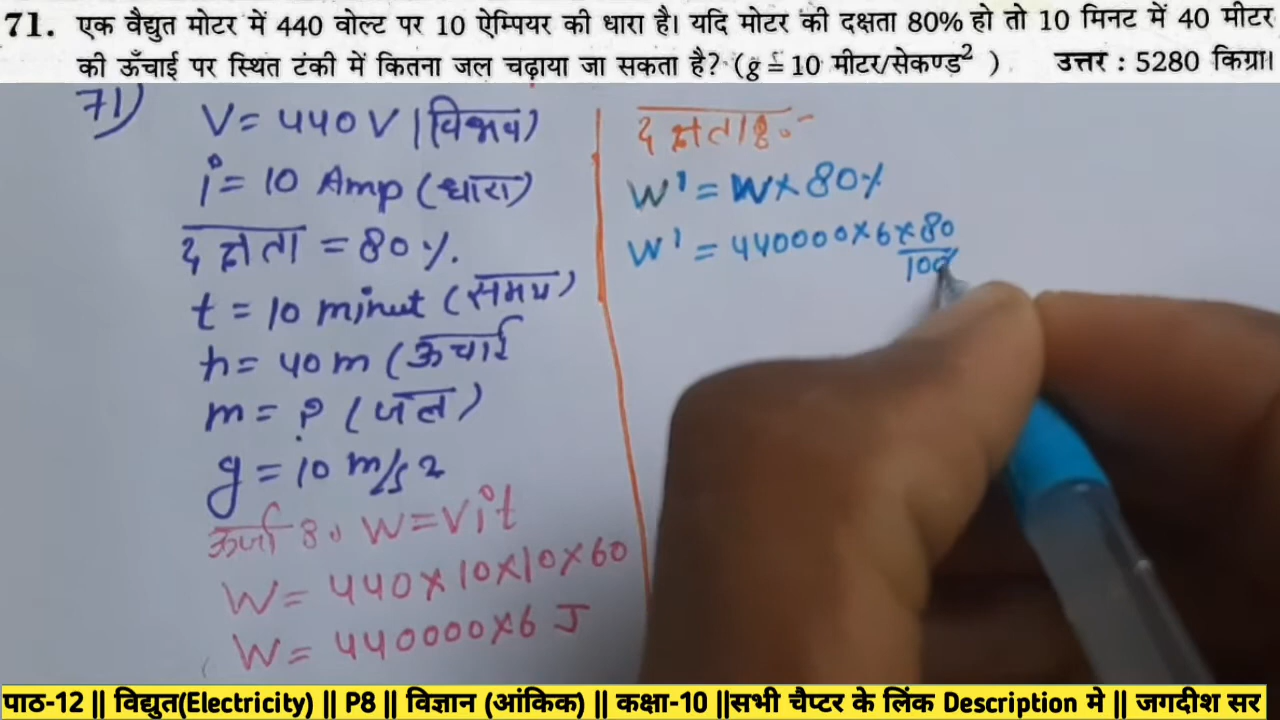 71. एक वैद्युत मोटर में 440 वोल्ट पर 10 ऐम्पियर की धारा है। यदि मोटर की दक्षता 80% हो तो 10 मिनट में 40 मीटर
की ऊँचाई पर स्थित टंकी में कितना जल चढ़ाया जा सकता है? (g = 10 मीटर/सेकण्ड² ) उत्तर : 5280 किग्रा।
71)
V = 440 V (विभव)
i = 10 Amp (धारा)
दक्षता = 80 %.
t = 10 minut (समय)
h = 40 m (ऊचाई
m = ? (जल)
g = 10 m/s2
ऊर्जा 8. W = Vit
W = 440 × 10 × 10 × 60
W = 440000 × 6 J
दक्षता 8.-
W' = W × 80%
W' = 440000 × 6 × 80
100
पाठ-12 || विद्युत(Electricity) || P8 || विज्ञान (आंकिक) || कक्षा-10 ||सभी चैप्टर के लिंक Description मे || जगदीश सर